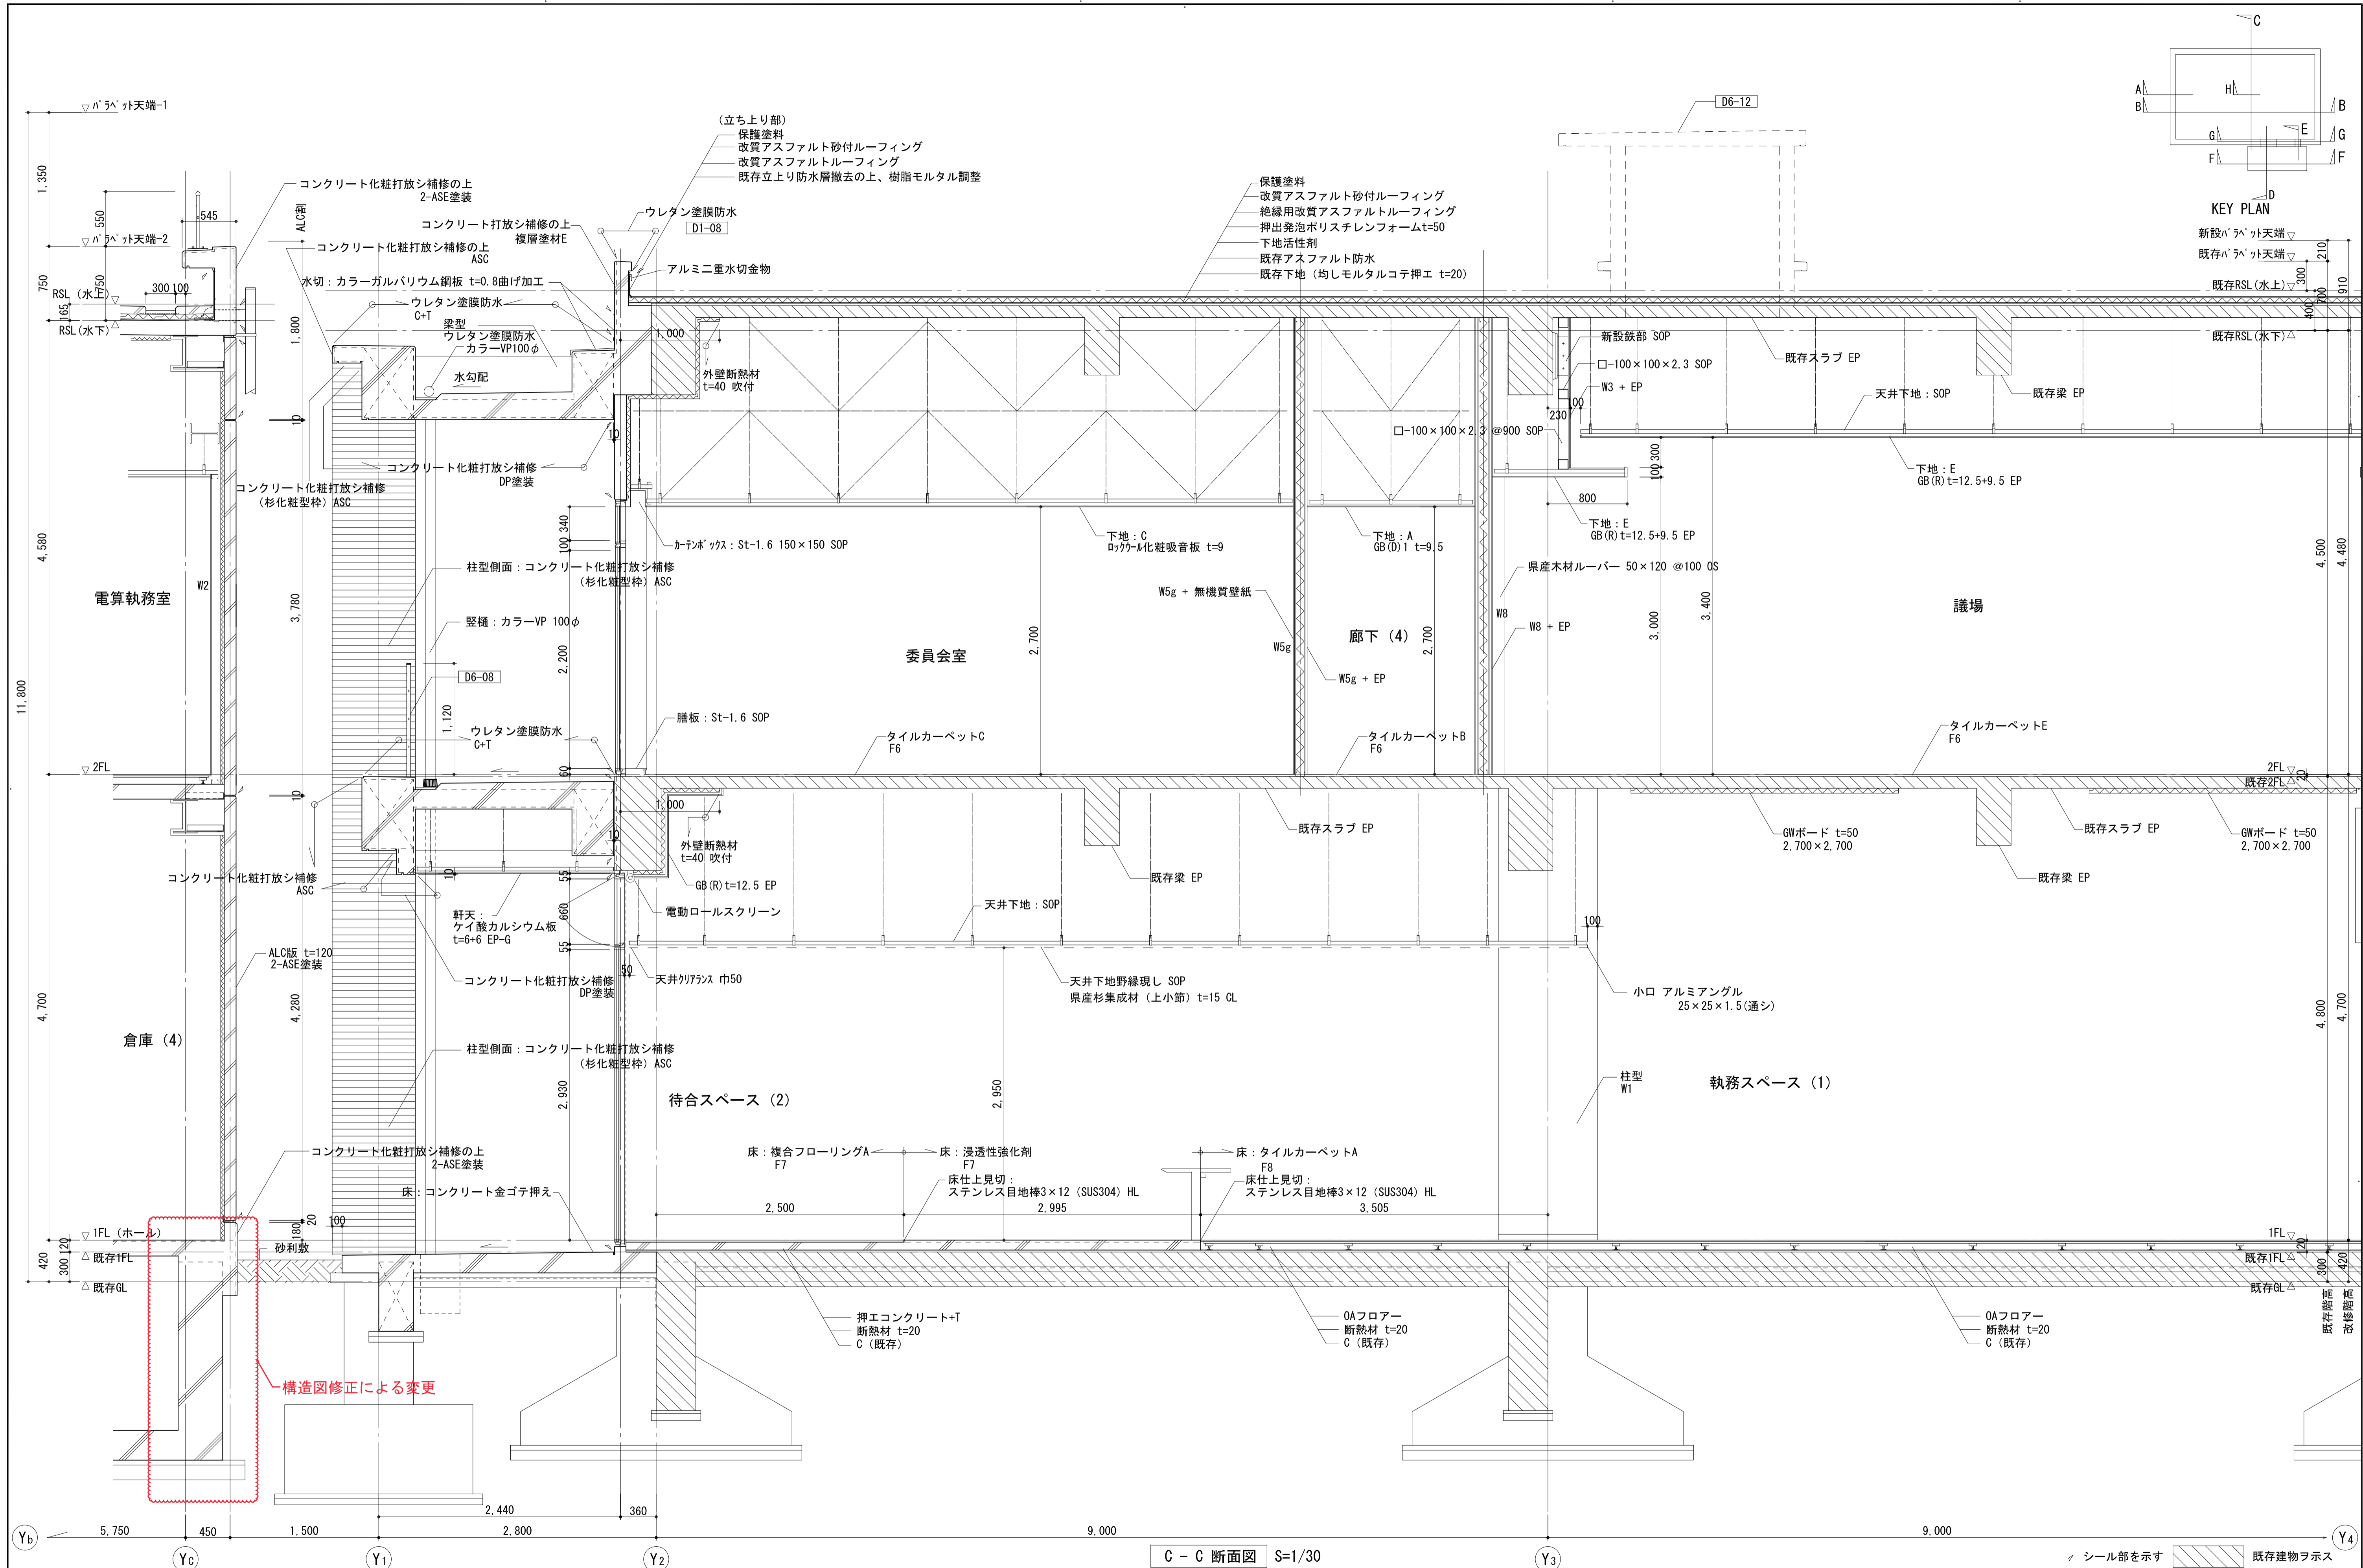 C
A
B
H
B
G
E
G
F
F
D
KEY PLAN
D6-12
▽ パラペット天端-1
(立ち上り部)
保護塗料
改質アスファルト砂付ルーフィング
改質アスファルトルーフィング
既存立上り防水層撤去の上、樹脂モルタル調整
保護塗料
改質アスファルト砂付ルーフィング
絶縁用改質アスファルトルーフィング
押出発泡ポリスチレンフォームt=50
下地活性剤
既存アスファルト防水
既存下地(均しモルタルコテ押エ t=20)
コンクリート化粧打放シ補修の上
2-ASE塗装
ALC割
1,350
550
545
▽ パラペット天端-2
コンクリート打放シ補修の上
複層塗材E
ウレタン塗膜防水
D1-08
コンクリート化粧打放シ補修の上
ASC
アルミ二重水切金物
水切:カラーガルバリウム鋼板 t=0.8曲げ加工
新設パラペット天端 ▽
既存パラペット天端 ▽
210
300
910
700
400
既存RSL(水上) ▽
既存RSL(水下) △
750
750
300 100
RSL(水上) ▽
165
RSL(水下) △
1,800
ウレタン塗膜防水
C+T
梁型
ウレタン塗膜防水
カラーVP100φ
水勾配
1,000
外壁断熱材
t=40 吹付
新設鉄部 SOP
□-100×100×2.3 SOP
W3 + EP
既存スラブ EP
天井下地:SOP
既存梁 EP
100
230
□-100×100×2.3 @900 SOP
10
10
コンクリート化粧打放シ補修
DP塗装
コンクリート化粧打放シ補修
(杉化粧型枠) ASC
100 300
800
下地:E
GB(R)t=12.5+9.5 EP
下地:E
GB(R)t=12.5+9.5 EP
100 340
カーテンボックス:St-1.6 150×150 SOP
下地:C
ロックウール化粧吸音板 t=9
下地:A
GB(D)1 t=9.5
4,580
電算執務室
W2
3,780
柱型側面:コンクリート化粧打放シ補修
(杉化粧型枠) ASC
竪樋:カラーVP 100φ
2,200
委員会室
2,700
W5g + 無機質壁紙
W5g
廊下(4)
2,700
W5g + EP
県産木材ルーバー 50×120 @100 OS
W8
W8 + EP
3,000
3,400
議場
4,500
4,480
11,800
D6-08
1,120
ウレタン塗膜防水
C+T
膳板:St-1.6 SOP
60
タイルカーペットC
F6
タイルカーペットB
F6
タイルカーペットE
F6
▽ 2FL
2FL ▽
20
既存2FL △
10
1,000
10
外壁断熱材
t=40 吹付
既存スラブ EP
GWボード t=50
2,700×2,700
既存スラブ EP
GWボード t=50
2,700×2,700
コンクリート化粧打放シ補修
ASC
10
55
GB(R)t=12.5 EP
既存梁 EP
既存梁 EP
軒天:
ケイ酸カルシウム板
t=6+6 EP-G
660
電動ロールスクリーン
天井下地:SOP
100
55
50
ALC版 t=120
2-ASE塗装
コンクリート化粧打放シ補修
DP塗装
天井クリアランス 巾50
天井下地野縁現し SOP
県産杉集成材(上小節) t=15 CL
小口 アルミアングル
25×25×1.5(通シ)
4,700
4,280
倉庫(4)
柱型側面:コンクリート化粧打放シ補修
(杉化粧型枠) ASC
2,930
待合スペース(2)
2,950
柱型
W1
執務スペース(1)
4,800
4,700
コンクリート化粧打放シ補修の上
2-ASE塗装
床:コンクリート金ゴテ押え
床:複合フローリングA
F7
床:浸透性強化剤
F7
床仕上見切:
ステンレス目地棒3×12 (SUS304) HL
床:タイルカーペットA
F8
床仕上見切:
ステンレス目地棒3×12 (SUS304) HL
2,500
2,995
3,505
20
180
100
▽ 1FL (ホール)
△ 既存1FL
△ 既存GL
420
300 120
砂利敷
1FL ▽
120
既存1FL △
300
420
既存GL △
既存階高
改修階高
押エコンクリート+T
断熱材 t=20
C (既存)
OAフロアー
断熱材 t=20
C (既存)
OAフロアー
断熱材 t=20
C (既存)
構造図修正による変更
2,440
360
5,750
450
1,500
2,800
9,000
9,000
Yb
YC
Y1
Y2
Y3
Y4
C - C 断面図 S=1/30
シール部を示す
既存建物ヲ示ス